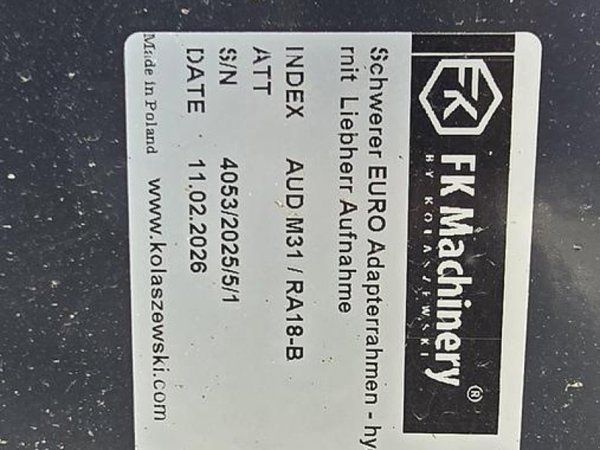 FK
FK Machinery ®
BY KOLASZEWSKI
Schwerer EURO Adapterrahmen - hy
mit Liebherr Aufnahme
INDEX AUD M31 / RA18-B
ATT
S/N 4053/2025/5/1
DATE 11.02.2026
Made in Poland www.kolaszewski.com